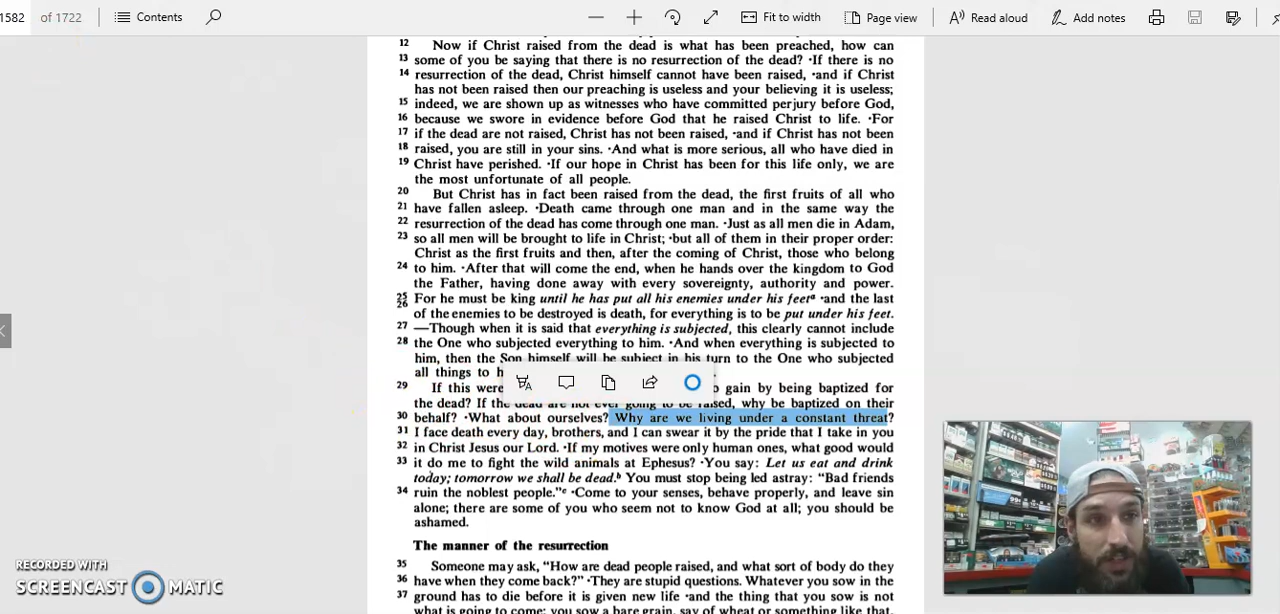 1582 of 1722 Contents Fit to width Page view Read aloud Add notes
12 Now if Christ raised from the dead is what has been preached, how can
13 some of you be saying that there is no resurrection of the dead? ·If there is no
14 resurrection of the dead, Christ himself cannot have been raised, ·and if Christ
has not been raised then our preaching is useless and your believing it is useless;
15 indeed, we are shown up as witnesses who have committed perjury before God,
16 because we swore in evidence before God that he raised Christ to life. ·For
17 if the dead are not raised, Christ has not been raised, ·and if Christ has not been
18 raised, you are still in your sins. ·And what is more serious, all who have died in
19 Christ have perished. ·If our hope in Christ has been for this life only, we are
the most unfortunate of all people.
20 But Christ has in fact been raised from the dead, the first fruits of all who
21 have fallen asleep. ·Death came through one man and in the same way the
22 resurrection of the dead has come through one man. ·Just as all men die in Adam,
23 so all men will be brought to life in Christ; ·but all of them in their proper order:
Christ as the first fruits and then, after the coming of Christ, those who belong
24 to him. ·After that will come the end, when he hands over the kingdom to God
the Father, having done away with every sovereignty, authority and power.
25 For he must be king until he has put all his enemies under his feetᵃ ·and the last
26 of the enemies to be destroyed is death, for everything is to be put under his feet.
27 —Though when it is said that everything is subjected, this clearly cannot include
28 the One who subjected everything to him. ·And when everything is subjected to
him, then the Son himself will be subject in his turn to the One who subjected
all things to h
29 If this were o gain by being baptized for
the dead? If the dead are not ever going to be raised, why be baptized on their
30 behalf? ·What about ourselves? Why are we living under a constant threat?
31 I face death every day, brothers, and I can swear it by the pride that I take in you
32 in Christ Jesus our Lord. ·If my motives were only human ones, what good would
33 it do me to fight the wild animals at Ephesus? ·You say: Let us eat and drink
today; tomorrow we shall be dead.ᵇ You must stop being led astray: "Bad friends
34 ruin the noblest people."ᶜ ·Come to your senses, behave properly, and leave sin
alone; there are some of you who seem not to know God at all; you should be
ashamed.
The manner of the resurrection
35 Someone may ask, "How are dead people raised, and what sort of body do they
36 have when they come back?" ·They are stupid questions. Whatever you sow in the
37 ground has to die before it is given new life ·and the thing that you sow is not
what is going to come; you sow a bare grain, say of wheat or something like that,
RECORDED WITH
SCREENCAST MATIC